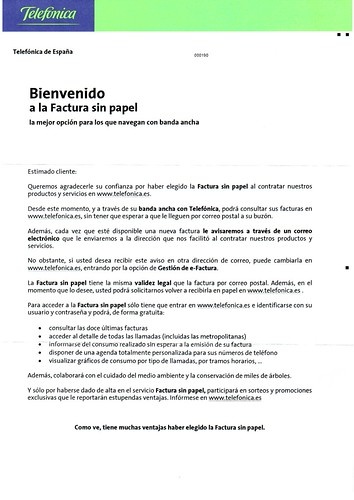 Telefónica
Telefónica de España
000190
Bienvenido
a la Factura sin papel
la mejor opción para los que navegan con banda ancha
Estimado cliente:
Queremos agradecerle su confianza por haber elegido la Factura sin papel al contratar nuestros
productos y servicios en www.telefonica.es.
Desde este momento, y a través de su banda ancha con Telefónica, podrá consultar sus facturas en
www.telefonica.es, sin tener que esperar a que le lleguen por correo postal a su buzón.
Además, cada vez que esté disponible una nueva factura le avisaremos a través de un correo
electrónico que le enviaremos a la dirección que nos facilitó al contratar nuestros productos y
servicios.
No obstante, si usted desea recibir este aviso en otra dirección de correo, puede cambiarla en
www.telefonica.es, entrando por la opción de Gestión de e-Factura.
La Factura sin papel tiene la misma validez legal que la factura por correo postal. Además, en el
momento que lo desee, usted podrá solicitarnos volver a recibirla en papel en www.telefonica.es .
Para acceder a la Factura sin papel sólo tiene que entrar en www.telefonica.es e identificarse con su
usuario y contraseña y podrá, de forma gratuita:
• consultar las doce últimas facturas
• acceder al detalle de todas las llamadas (incluidas las metropolitanas)
• informarse del consumo realizado sin esperar a la emisión de su factura
• disponer de una agenda totalmente personalizada para sus números de teléfono
• visualizar gráficos de consumo por tipo de llamadas, por tramos horarios, ...
Además, colaborará con el cuidado del medio ambiente y la conservación de miles de árboles.
Y sólo por haberse dado de alta en el servicio Factura sin papel, participará en sorteos y promociones
exclusivas que le reportarán estupendas ventajas. Infórmese en www.telefonica.es
Como ve, tiene muchas ventajas haber elegido la Factura sin papel.